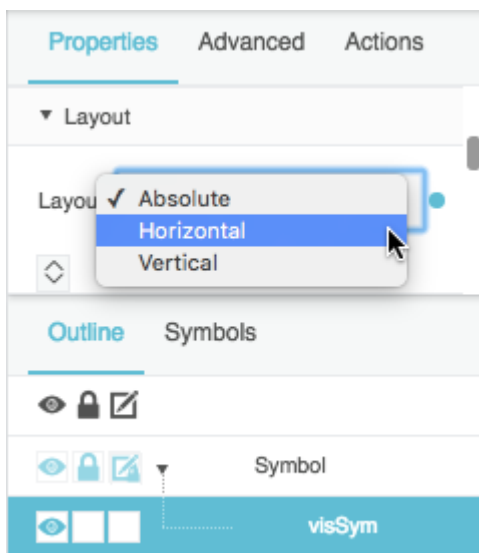 Properties Advanced Actions
Layout
Layou ✓ Absolute
Horizontal
Vertical
Outline Symbols
Symbol
visSym